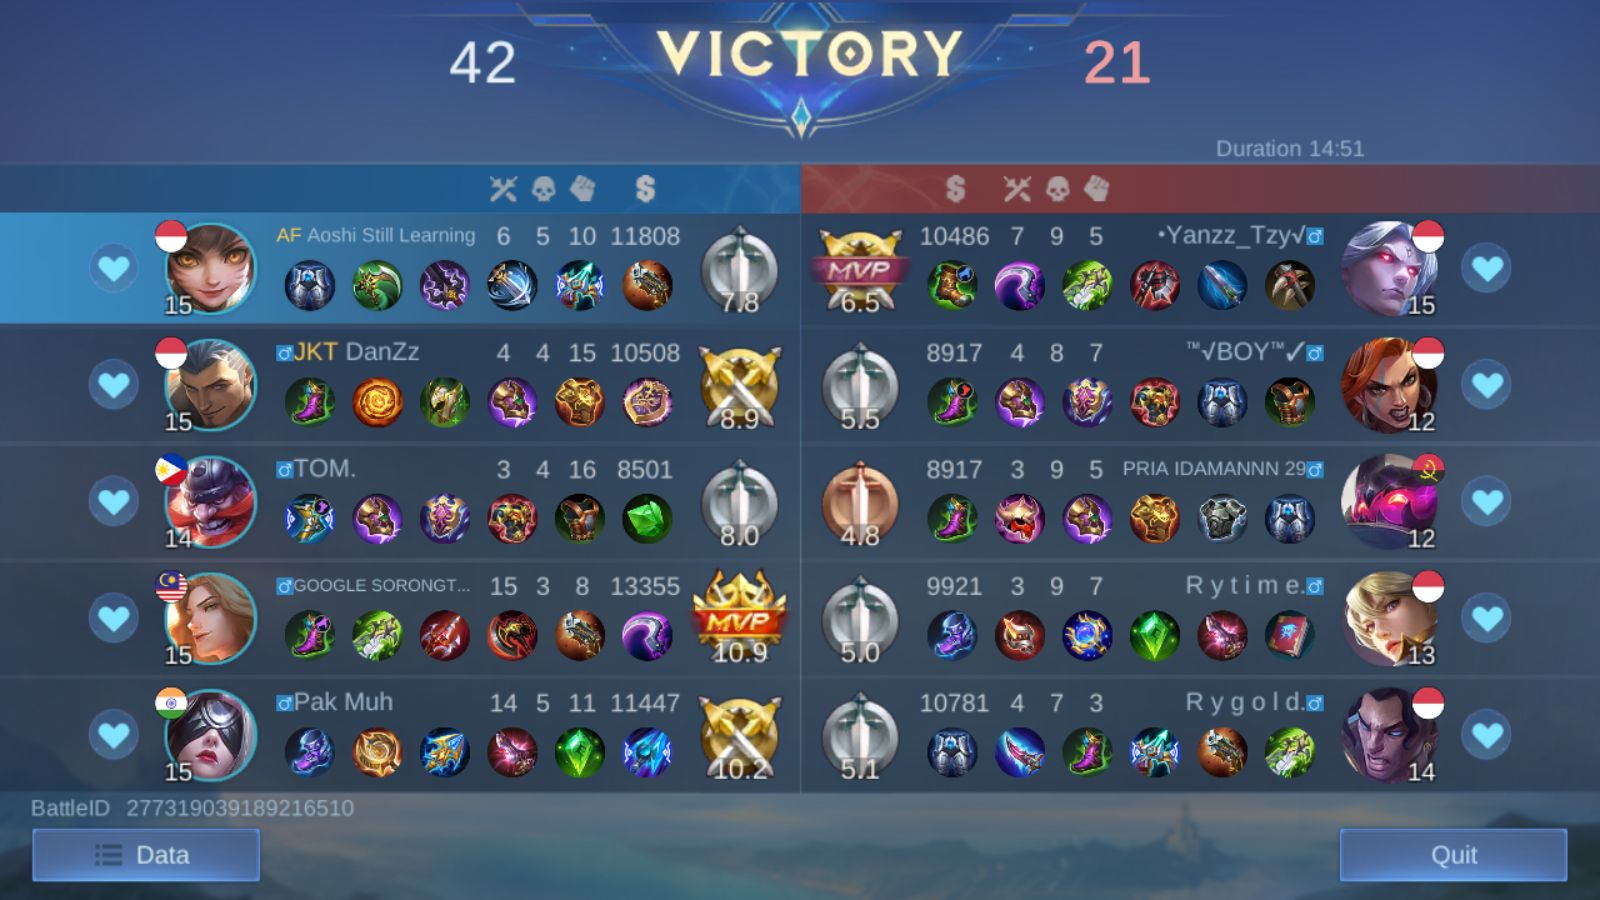 42 VICTORY 21
Duration 14:51
AF Aoshi Still Learning 6 5 10 11808
15 7.8
10486 7 9 5 •Yanzz_Tzy√
MVP 6.5 15
JKT DanZz 4 4 15 10508
15 8.9
8917 4 8 7 ™√BOY™✓
5.5 12
TOM. 3 4 16 8501
14 8.0
8917 3 9 5 PRIA IDAMANNN 29
4.8 12
GOOGLE SORONGT... 15 3 8 13355
15 MVP 10.9
9921 3 9 7 R y t i m e.
5.0 13
Pak Muh 14 5 11 11447
15 10.2
10781 4 7 3 R y g o l d.
5.1 14
BattleID 277319039189216510
Data
Quit